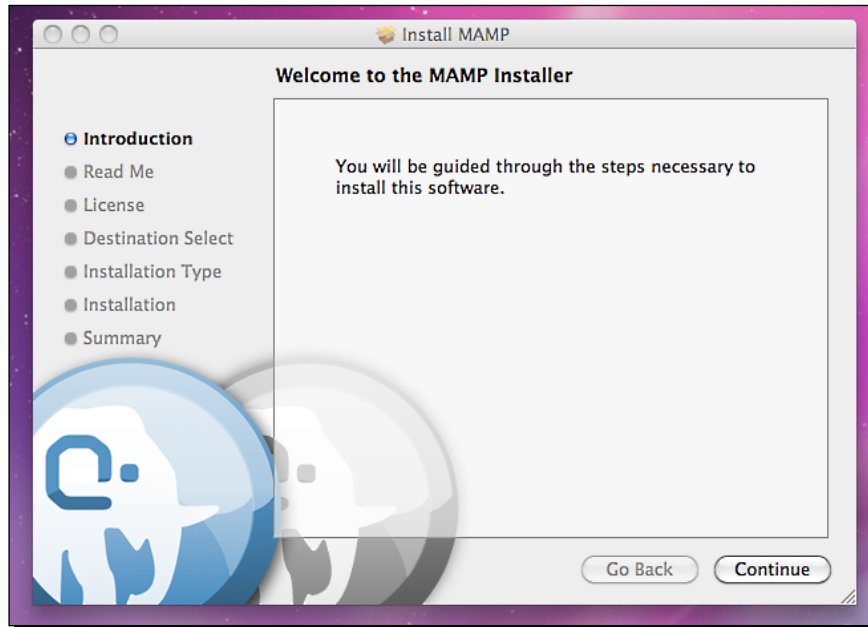 Install MAMP
Welcome to the MAMP Installer
Introduction
Read Me
License
Destination Select
Installation Type
Installation
Summary
You will be guided through the steps necessary to
install this software.
Go Back
Continue